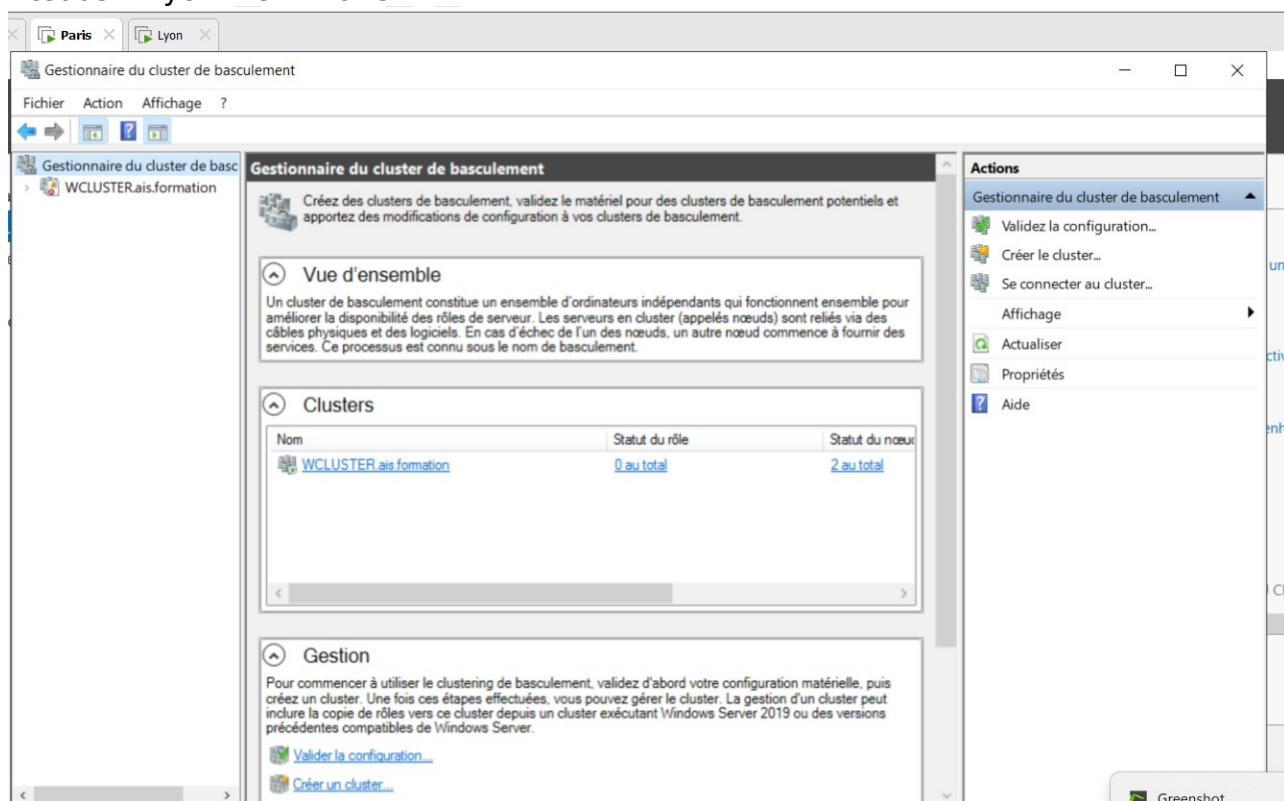 Paris
Lyon
Gestionnaire du cluster de basculement
Fichier Action Affichage ?
Gestionnaire du cluster de basc
WCLUSTER.ais.formation
Gestionnaire du cluster de basculement
Créez des clusters de basculement, validez le matériel pour des clusters de basculement potentiels et
apportez des modifications de configuration à vos clusters de basculement.
Vue d'ensemble
Un cluster de basculement constitue un ensemble d'ordinateurs indépendants qui fonctionnent ensemble pour
améliorer la disponibilité des rôles de serveur. Les serveurs en cluster (appelés nœuds) sont reliés via des
câbles physiques et des logiciels. En cas d'échec de l'un des nœuds, un autre nœud commence à fournir des
services. Ce processus est connu sous le nom de basculement.
Clusters
Nom Statut du rôle Statut du nœud
WCLUSTER.ais.formation 0 au total 2 au total
Gestion
Pour commencer à utiliser le clustering de basculement, validez d'abord votre configuration matérielle, puis
créez un cluster. Une fois ces étapes effectuées, vous pouvez gérer le cluster. La gestion d'un cluster peut
inclure la copie de rôles vers ce cluster depuis un cluster exécutant Windows Server 2019 ou des versions
précédentes compatibles de Windows Server.
Valider la configuration...
Créer un cluster...
Actions
Gestionnaire du cluster de basculement
Validez la configuration...
Créer le cluster...
Se connecter au cluster...
Affichage
Actualiser
Propriétés
Aide
Greenshot